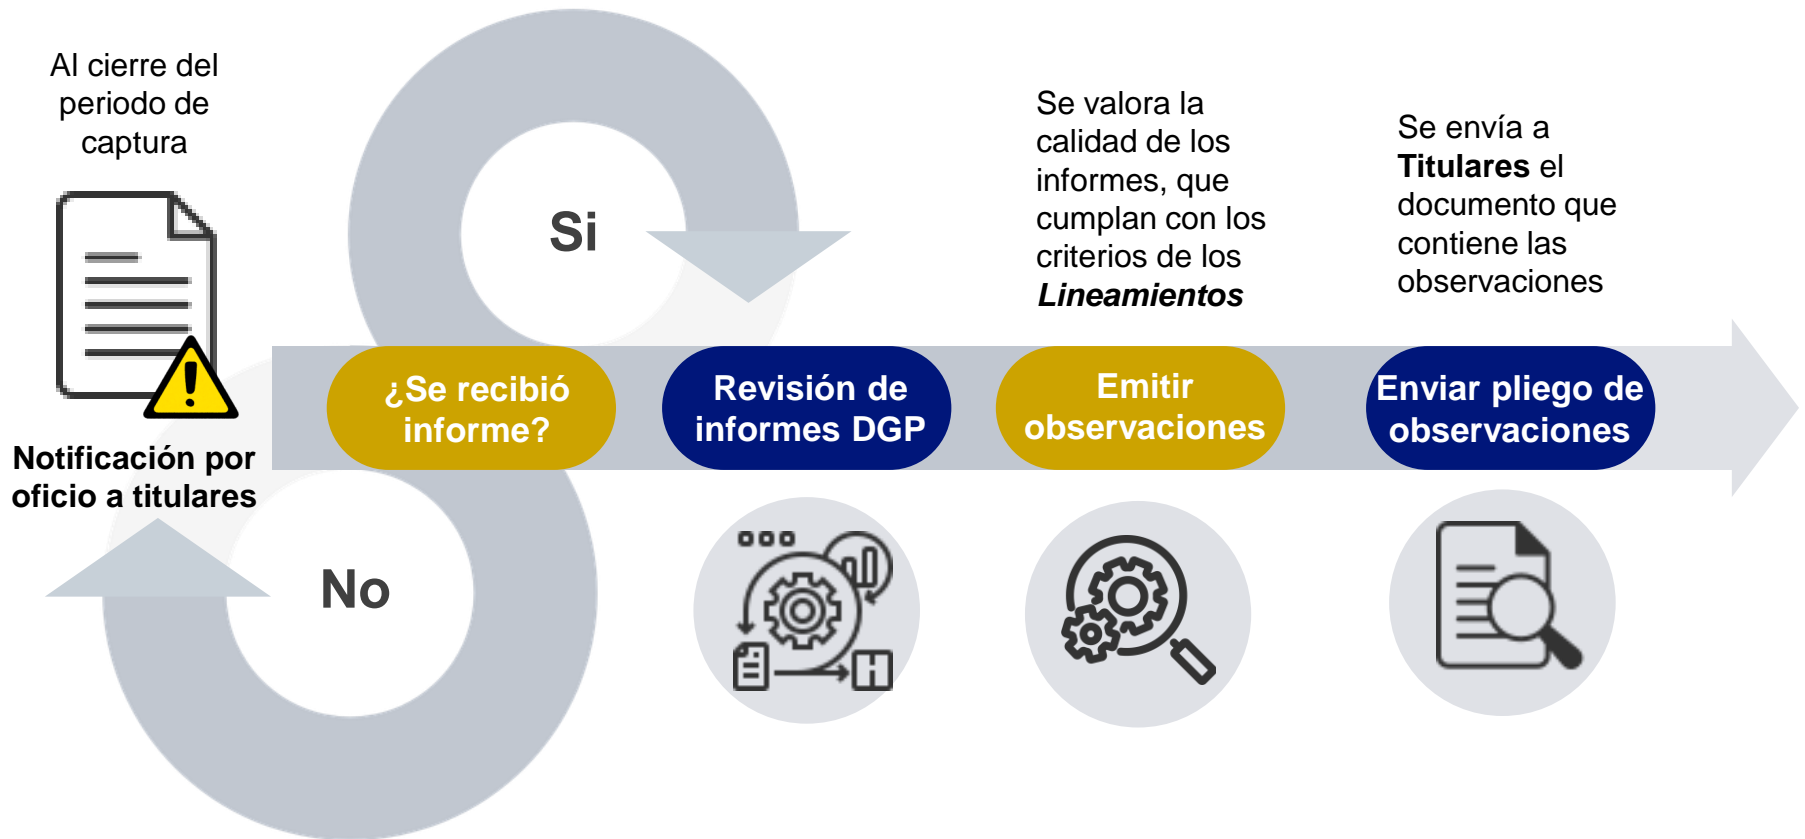 Al cierre del
periodo de
captura
Notificación por
oficio a titulares
Si
No
¿Se recibió
informe?
Revisión de
informes DGP
Se valora la
calidad de los
informes, que
cumplan con los
criterios de los
Lineamientos
Emitir
observaciones
Se envía a
Titulares el
documento que
contiene las
observaciones
Enviar pliego de
observaciones